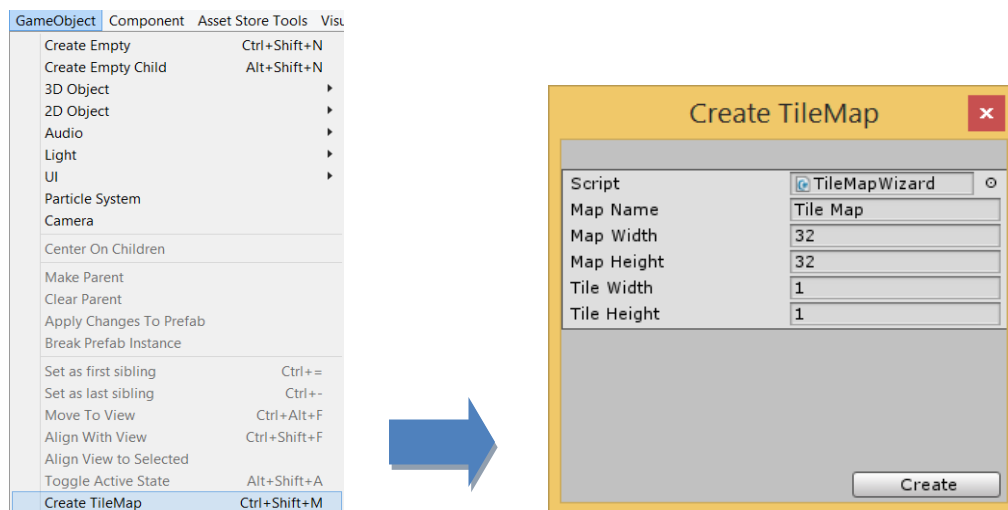 GameObject Component Asset Store Tools
Create Empty Ctrl+Shift+N
Create Empty Child Alt+Shift+N
3D Object
2D Object
Audio
Light
UI
Particle System
Camera
Center On Children
Make Parent
Clear Parent
Apply Changes To Prefab
Break Prefab Instance
Set as first sibling Ctrl+=
Set as last sibling Ctrl+-
Move To View Ctrl+Alt+F
Align With View Ctrl+Shift+F
Align View to Selected
Toggle Active State Alt+Shift+A
Create TileMap Ctrl+Shift+M
Create TileMap
x
Script TileMapWizard
Map Name Tile Map
Map Width 32
Map Height 32
Tile Width 1
Tile Height 1
Create